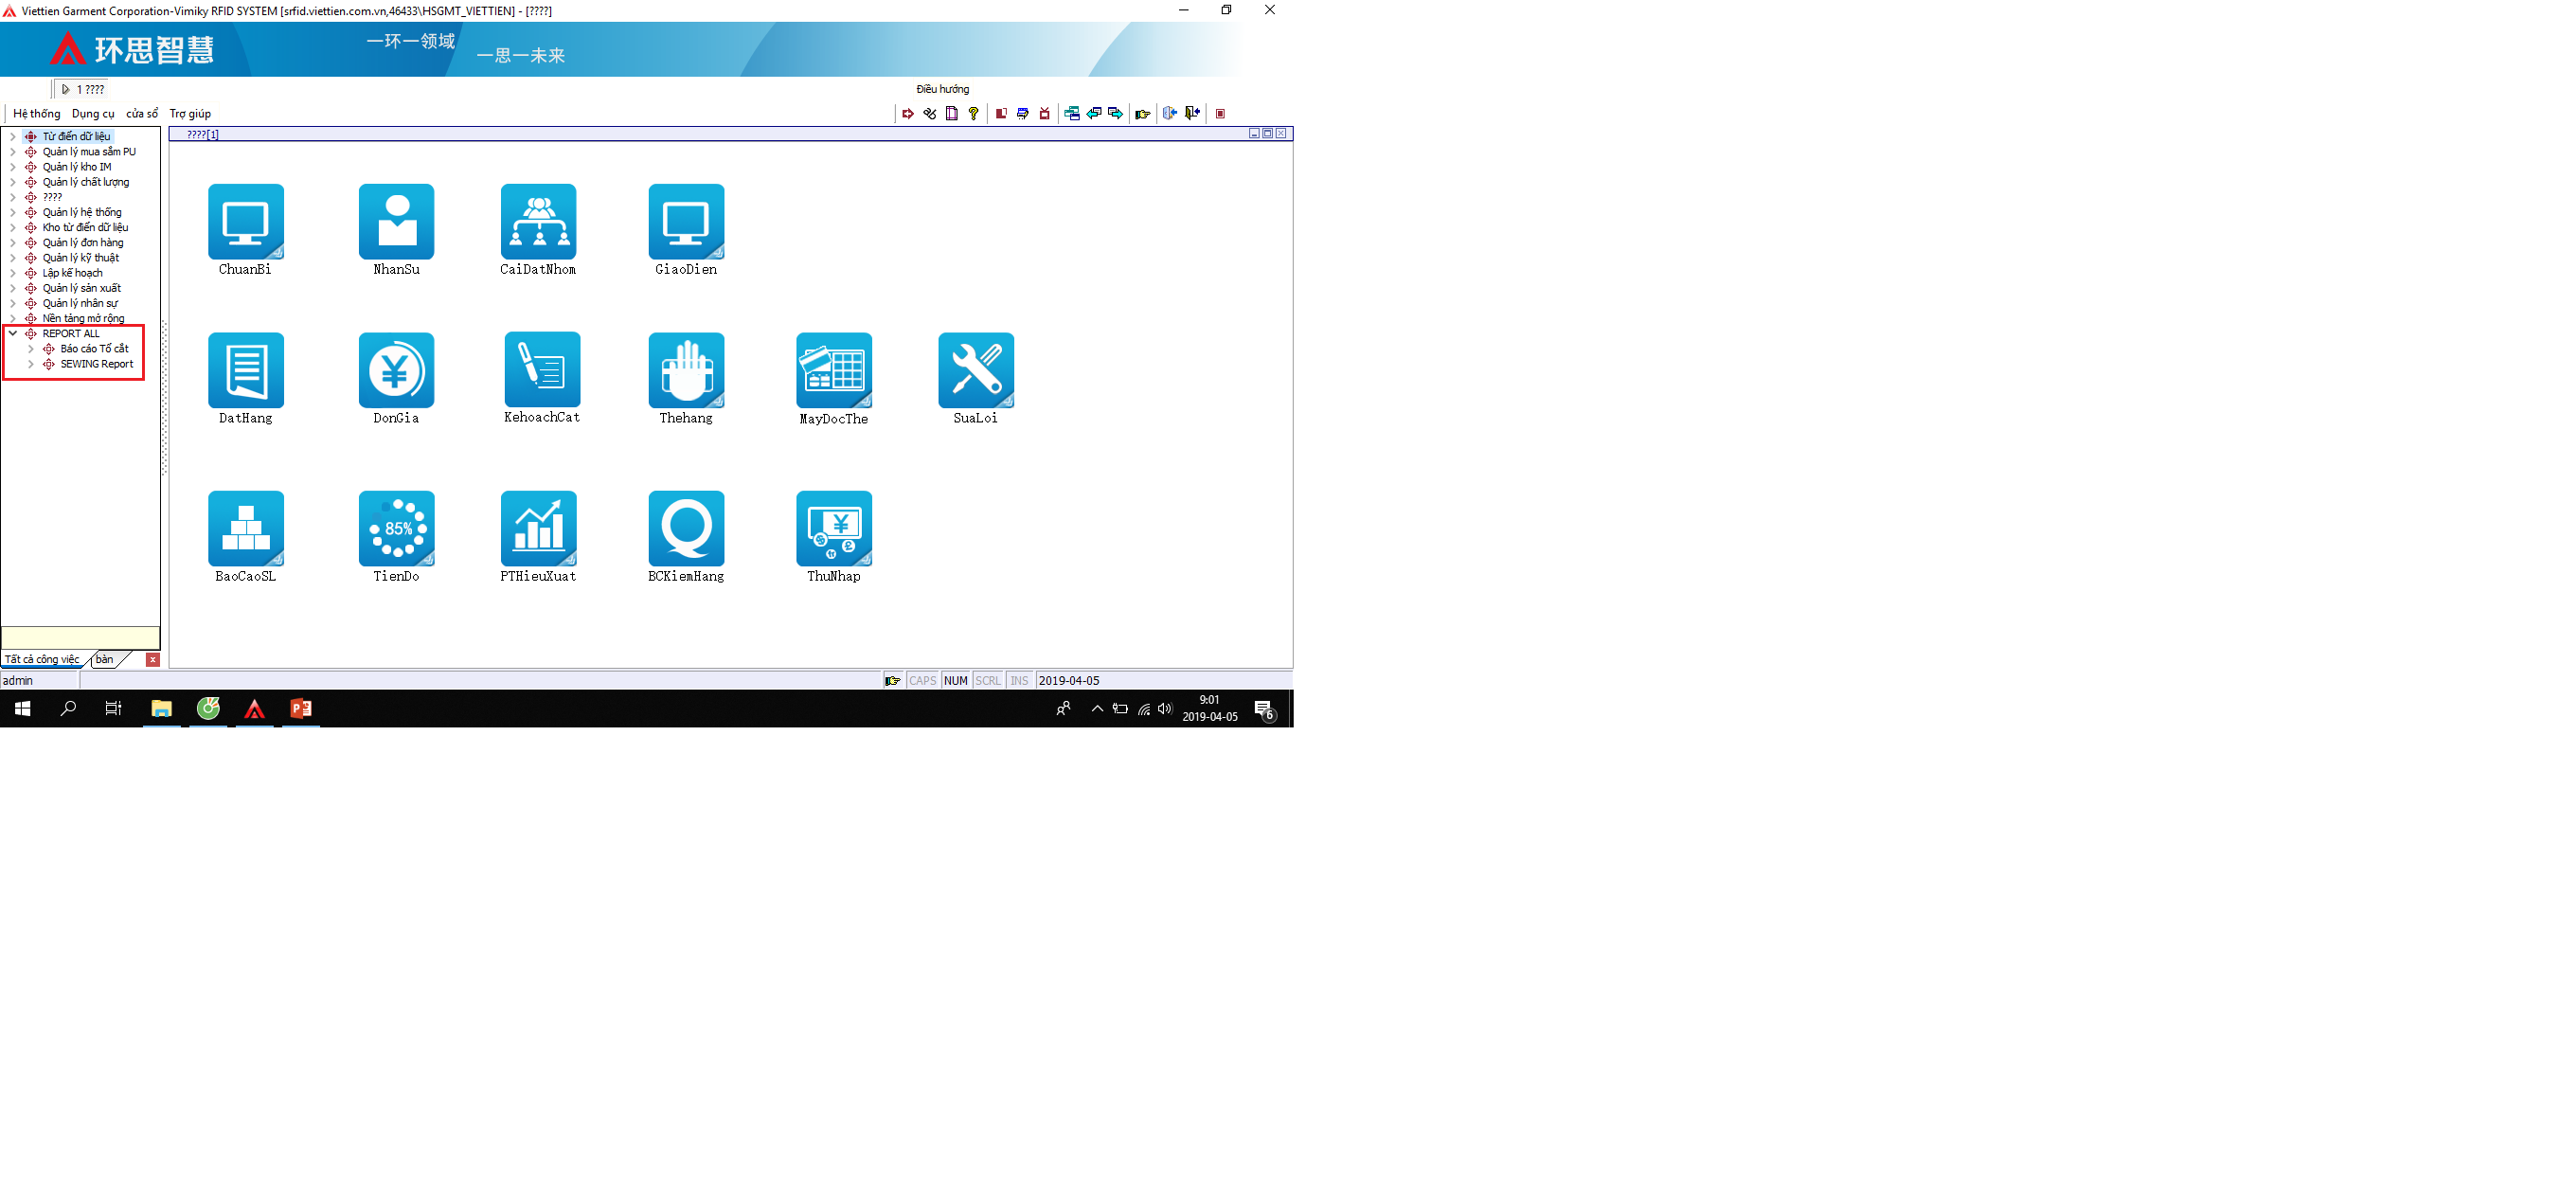 Viettien Garment Corporation-Vimiky RFID SYSTEM [srfid.viettien.com.vn,46433\HSGMT_VIETTIEN] - [????]
环思智慧
一环一领域
一思一未来
1 ????
Điều hướng
Hệ thống Dụng cụ cửa sổ Trợ giúp
????[1]
Từ điển dữ liệu
Quản lý mua sắm PU
Quản lý kho IM
Quản lý chất lượng
????
Quản lý hệ thống
Kho từ điển dữ liệu
Quản lý đơn hàng
Quản lý kỹ thuật
Lập kế hoạch
Quản lý sản xuất
Quản lý nhân sự
Nền tảng mở rộng
REPORT ALL
Báo cáo Tổ cắt
SEWING Report
ChuanBi NhanSu CaiDatNhom GiaoDien
DatHang DonGia KehoachCat Thehang MayDocThe SuaLoi
85%
BaoCaoSL TienDo PTHieuXuat BCKiemHang ThuNhap
Tất cả công việc bàn
admin CAPS NUM SCRL INS 2019-04-05
9:01
2019-04-05
6